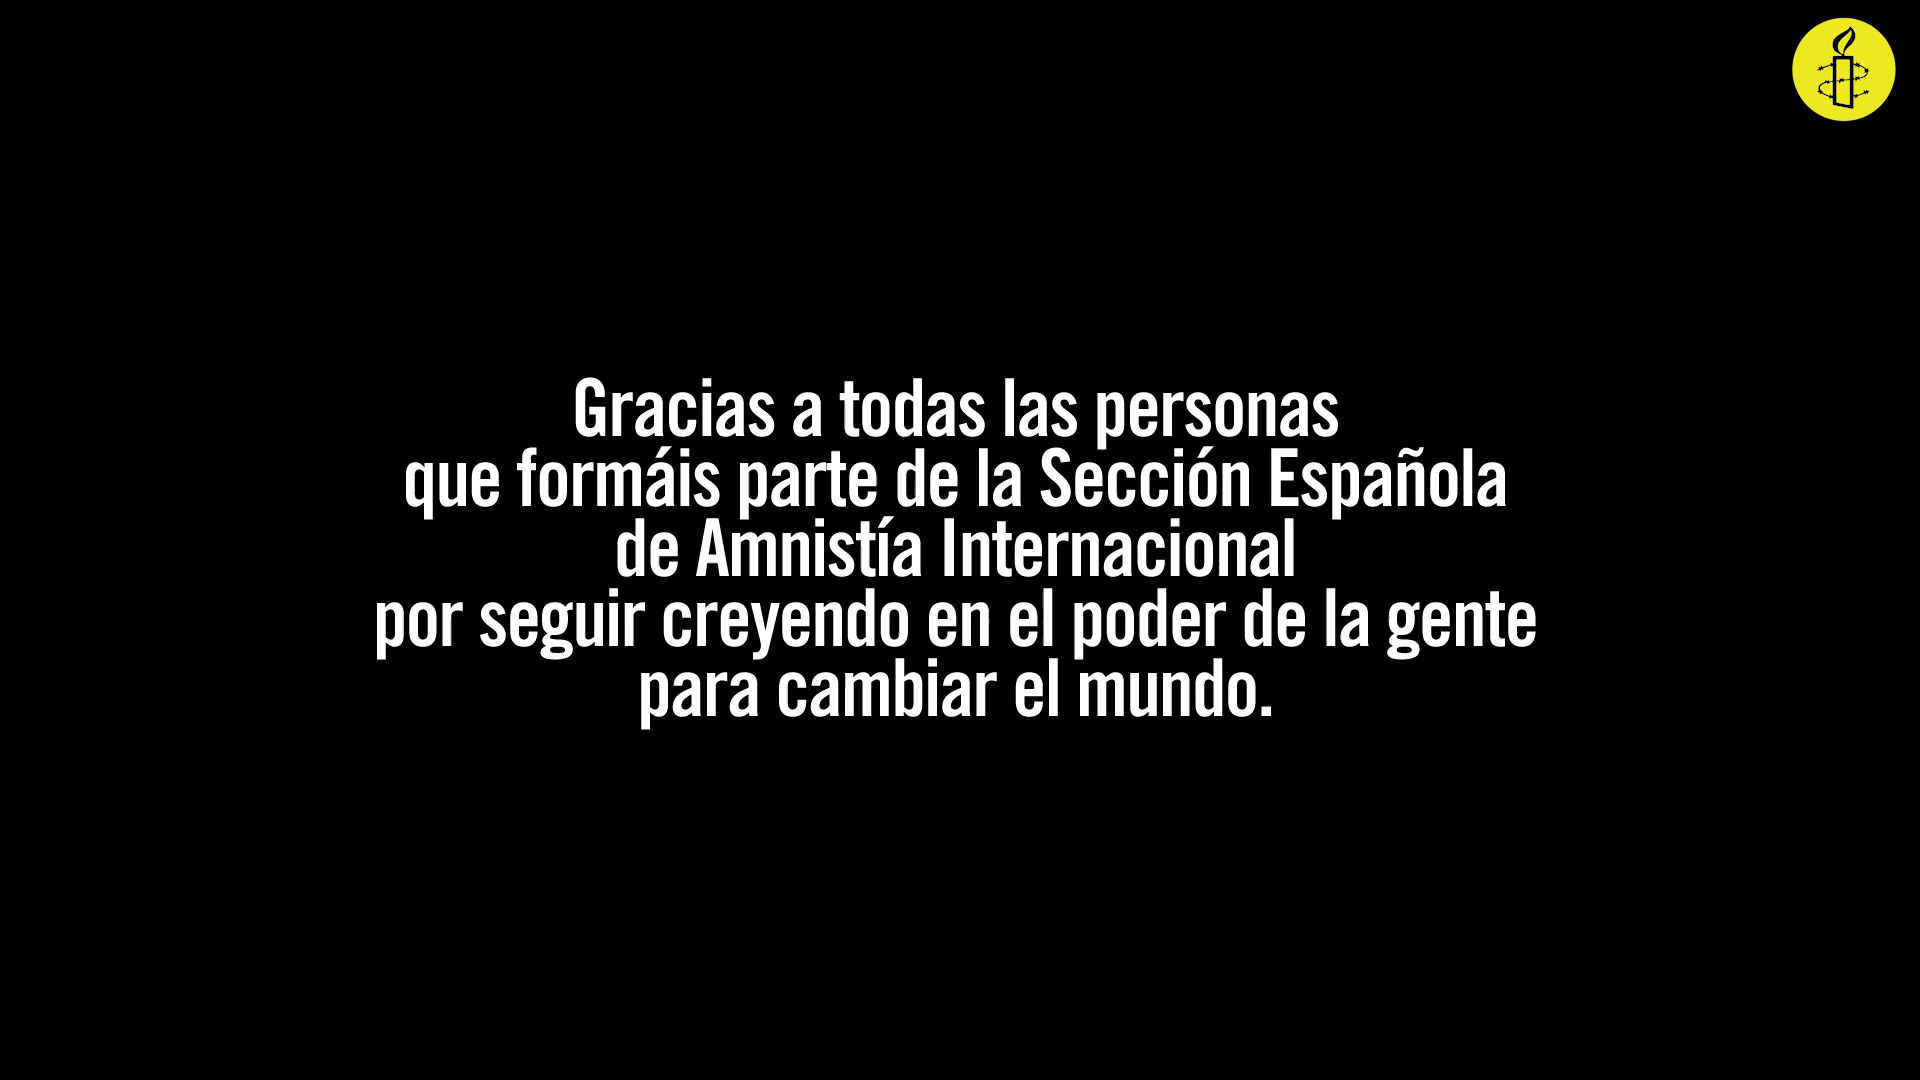 Gracias a todas las personas
que formáis parte de la Sección Española
de Amnistía Internacional
por seguir creyendo en el poder de la gente
para cambiar el mundo.